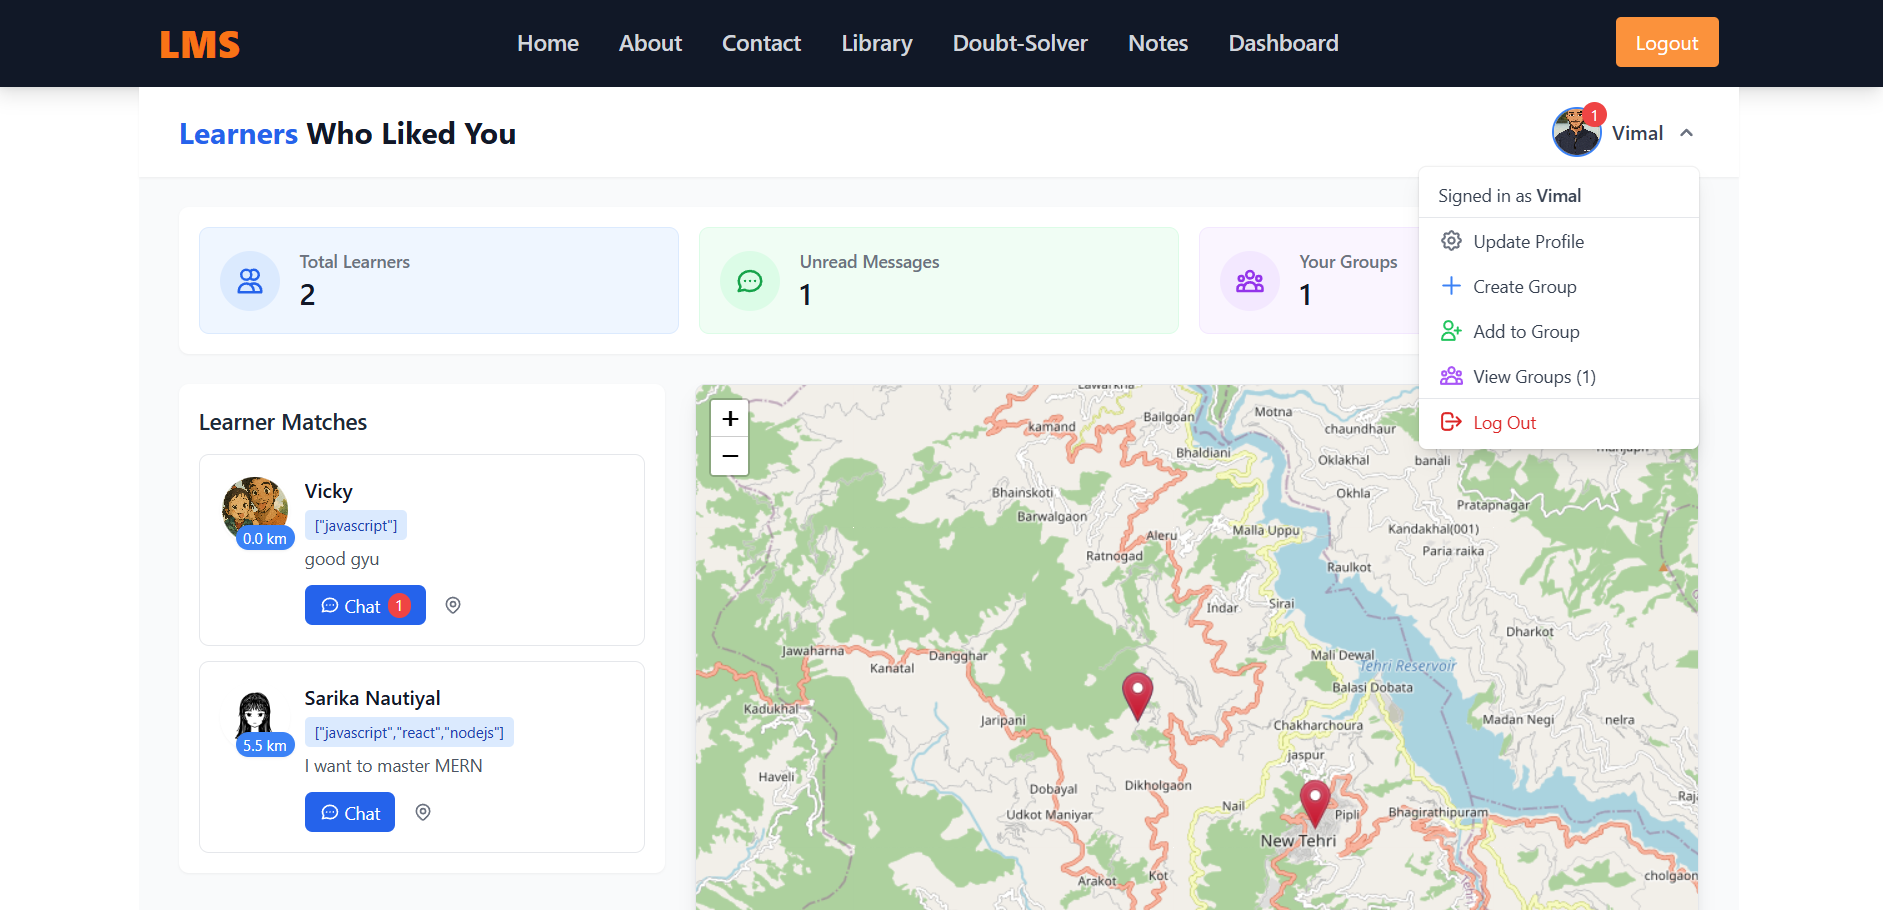 LMS
Home About Contact Library Doubt-Solver Notes Dashboard
Logout
Learners Who Liked You
1
Vimal
Signed in as Vimal
Update Profile
Create Group
Add to Group
View Groups (1)
Log Out
Total Learners
2
Unread Messages
1
Your Groups
1
Learner Matches
Vicky
["javascript"]
0.0 km
good gyu
Chat 1
Sarika Nautiyal
["javascript","react","nodejs"]
5.5 km
I want to master MERN
Chat
+
−
Bailgoan
Motna
kamand
chaundhaur
Bhaldiani
Oklakhal
banali
Bhainskoti
Okhla
Pratapnagar
Barwalgaon
Aleru
Malla Uppu
Kandakhal(001)
Ratnogad
Paria raika
Raulkot
Indar
Sirai
Dharkot
Jawaharna
Dangghar
Mali Dewal
Kanatal
Tehri Reservoir
Balasi Dobata
Kadukhal
Jaripani
Chakharchoura
Madan Negi
nelra
jaspur
Haveli
Dikholgaon
Dobayal
Nail
Pipli
Bhagirathipuram
Udkot Maniyar
New Tehri
Arakot
Kot
cholgaon